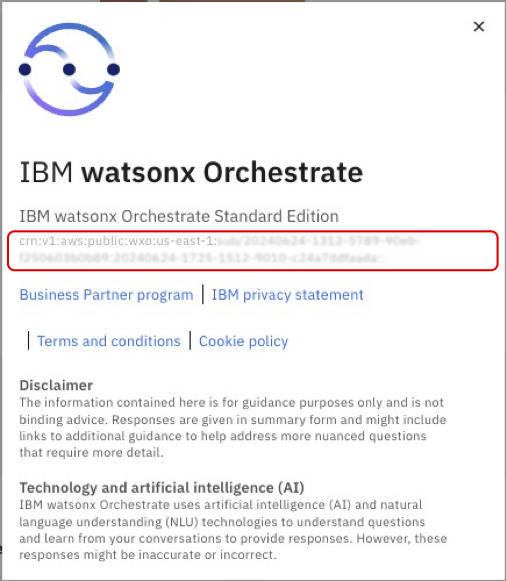 IBM watsonx Orchestrate
IBM watsonx Orchestrate Standard Edition
crn:v1:aws:public:wxo:us-east-1:
Business Partner program | IBM privacy statement
| Terms and conditions | Cookie policy
Disclaimer
The information contained here is for guidance purposes only and is not
binding advice. Responses are given in summary form and might include
links to additional guidance to help address more nuanced questions
that require more detail.
Technology and artificial intelligence (AI)
IBM watsonx Orchestrate uses artificial intelligence (AI) and natural
language understanding (NLU) technologies to understand questions
and learn from your conversations to provide responses. However, these
responses might be inaccurate or incorrect.